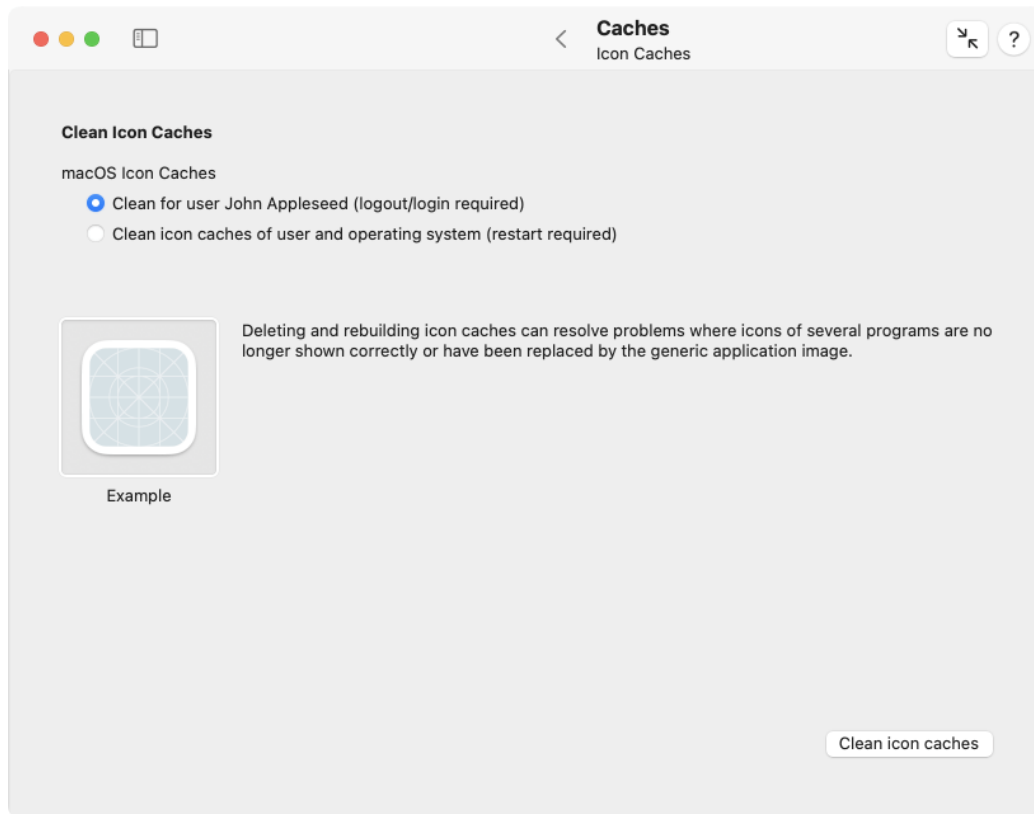 Caches
Icon Caches
?
Clean Icon Caches
macOS Icon Caches
Clean for user John Appleseed (logout/login required)
Clean icon caches of user and operating system (restart required)
Deleting and rebuilding icon caches can resolve problems where icons of several programs are no
longer shown correctly or have been replaced by the generic application image.
Example
Clean icon caches